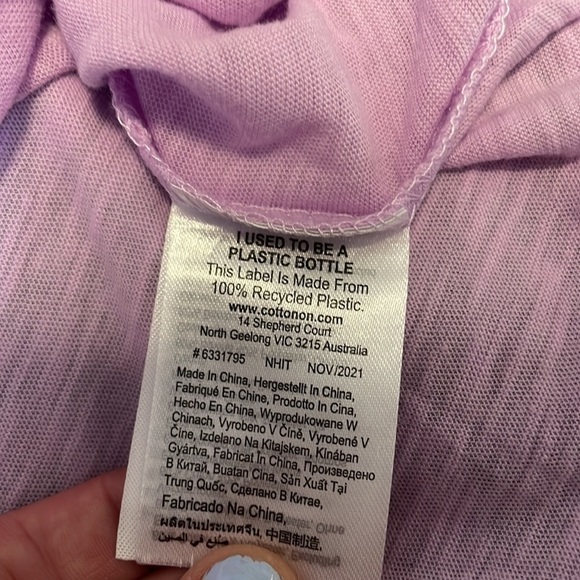 I USED TO BE A
PLASTIC BOTTLE
This Label Is Made From
100% Recycled Plastic.
www.cottonon.com
14 Shepherd Court
North Geelong VIC 3215 Australia
#6331795 NHIT NOV/2021
Made In China, Hergestellt In China,
Fabriqué En Chine, Prodotto In Cina,
Hecho En China, Wyprodukowane W
Chinach, Vyrobeno V Číně, Vyrobené V
Číne, Izdelano Na Kitajskem, Kínában
Gyártva, Fabricat În China, Произведено
В Китай, Buatan Cina, Sản Xuất Tại
Trung Quốc, Сделано В Китае,
Fabricado Na China,
ผลิตในประเทศจีน, 中国制造,
صنع في الصين